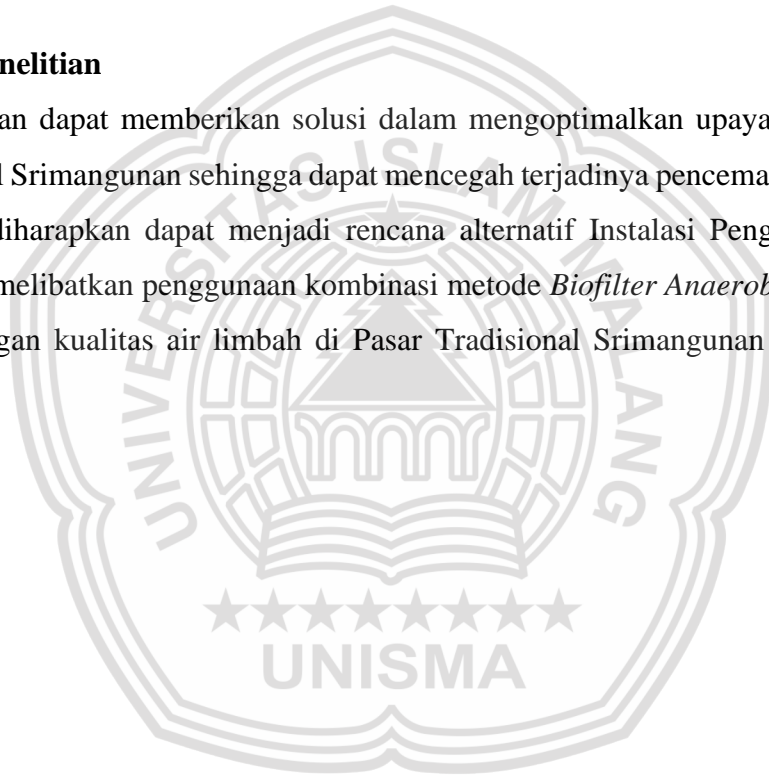 nelitian
an dapat memberikan solusi dalam mengoptimalkan upaya
l Srimangunan sehingga dapat mencegah terjadinya pencema
diharapkan dapat menjadi rencana alternatif Instalasi Peng
melibatkan penggunaan kombinasi metode Biofilter Anaerob
gan kualitas air limbah di Pasar Tradisional Srimangunan
UNIVERSITAS ISLAM MALANG
UNISMA